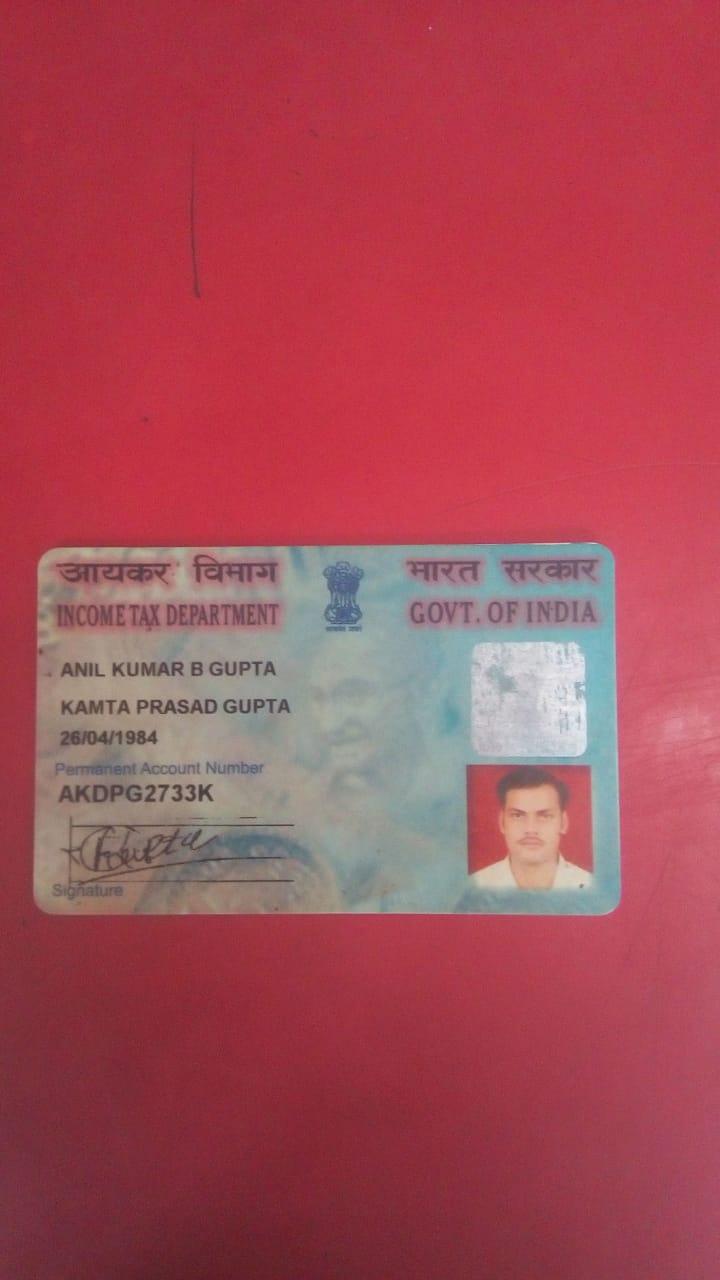 आयकर विभाग
INCOME TAX DEPARTMENT
भारत सरकार
GOVT. OF INDIA
ANIL KUMAR B GUPTA
KAMTA PRASAD GUPTA
26/04/1984
Permanent Account Number
AKDPG2733K
Signature